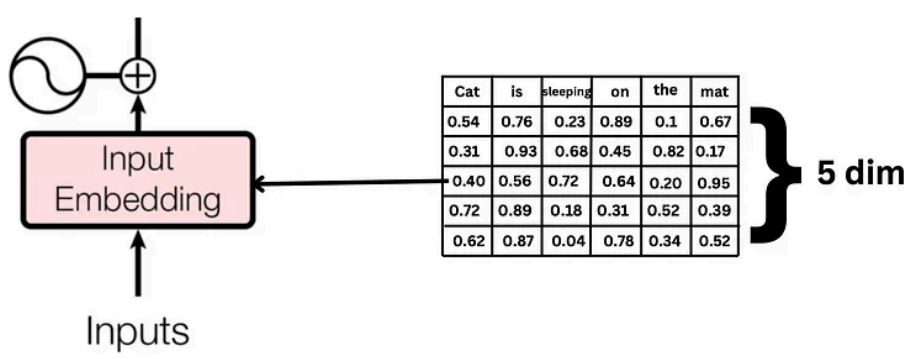 Input
Embedding
Inputs
Cat is sleeping on the mat
0.54 0.76 0.23 0.89 0.1 0.67
0.31 0.93 0.68 0.45 0.82 0.17
0.40 0.56 0.72 0.64 0.20 0.95
0.72 0.89 0.18 0.31 0.52 0.39
0.62 0.87 0.04 0.78 0.34 0.52
5 dim